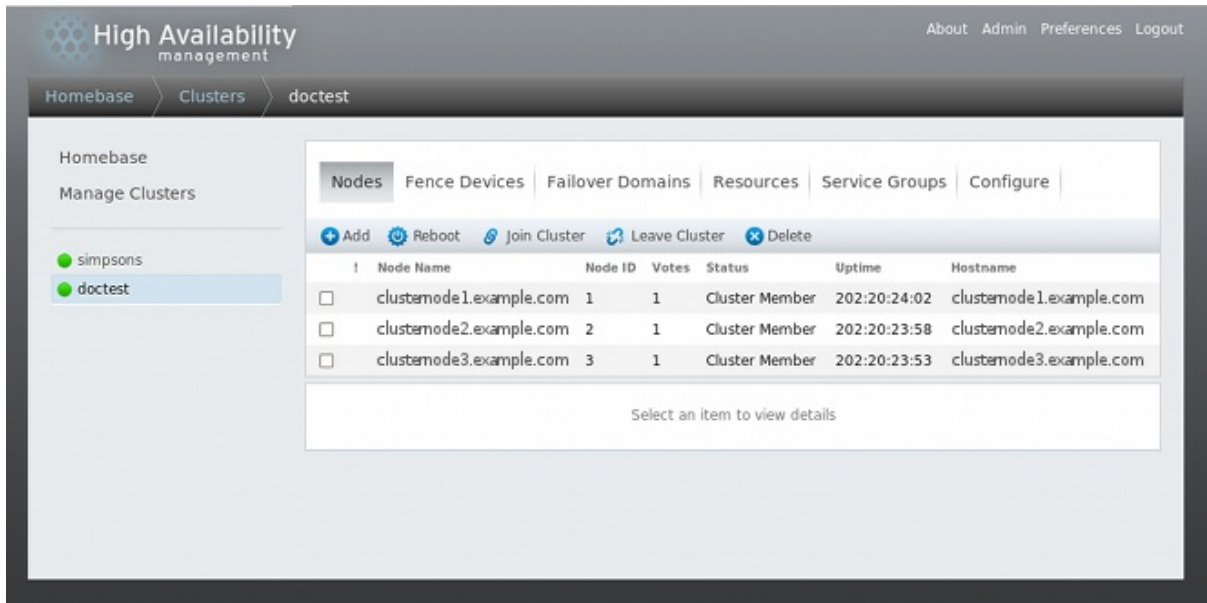 High Availability
management
About Admin Preferences Logout
Homebase Clusters doctest
Homebase
Manage Clusters
simpsons
doctest
Nodes Fence Devices Failover Domains Resources Service Groups Configure
Add Reboot Join Cluster Leave Cluster Delete
! Node Name Node ID Votes Status Uptime Hostname
clusternode1.example.com 1 1 Cluster Member 202:20:24:02 clusternode1.example.com
clusternode2.example.com 2 1 Cluster Member 202:20:23:58 clusternode2.example.com
clusternode3.example.com 3 1 Cluster Member 202:20:23:53 clusternode3.example.com
Select an item to view details